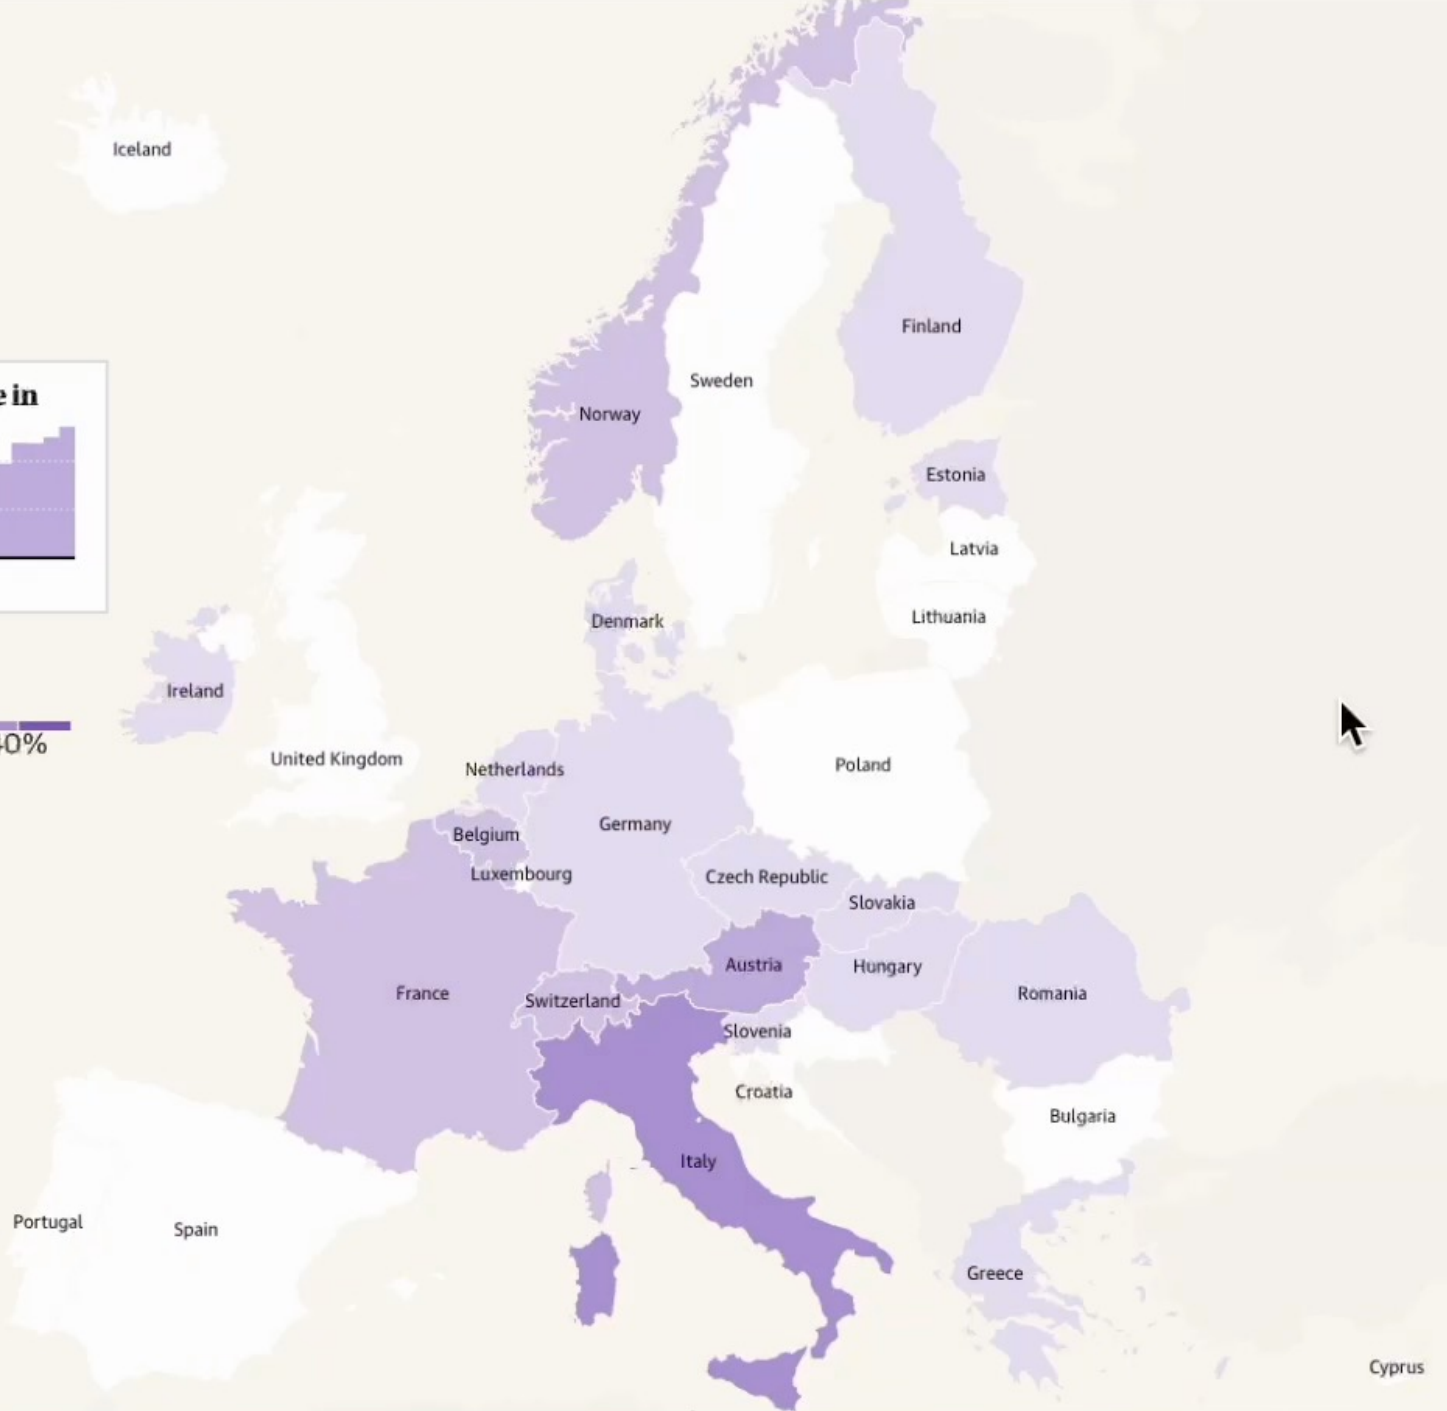 Iceland
Finland
Sweden
e in
Norway
Estonia
Latvia
Lithuania
Denmark
Ireland
40%
United Kingdom
Poland
Netherlands
Germany
Belgium
Luxembourg
Czech Republic
Slovakia
Austria
Hungary
France
Switzerland
Romania
Slovenia
Croatia
Bulgaria
Italy
Portugal
Spain
Greece
Cyprus